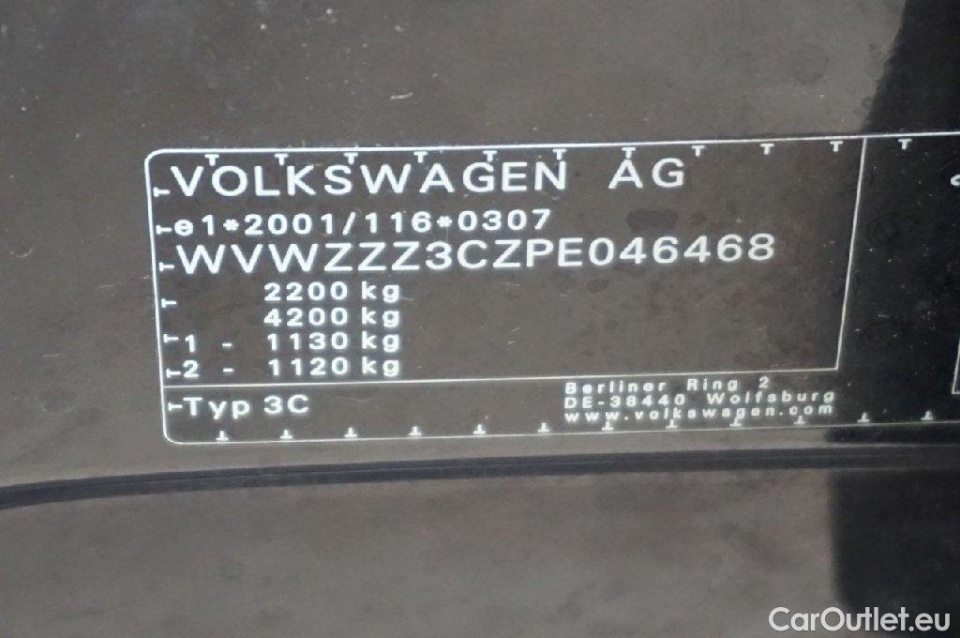 VOLKSWAGEN AG
e1*2001/116*0307
WVWZZZ3CZPE046468
2200 kg
4200 kg
1 - 1130 kg
2 - 1120 kg
Typ 3C
Berliner Ring 2
DE-38440 Wolfsburg
www.volkswagen.com
CarOutlet.eu